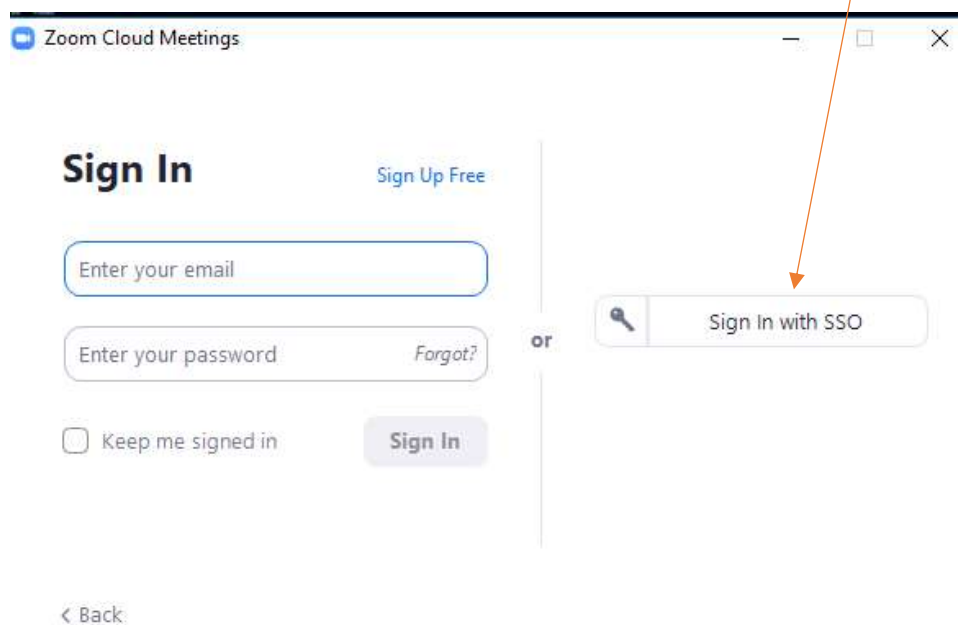 Zoom Cloud Meetings
Sign In
Sign Up Free
Enter your email
Enter your password
Forgot?
Keep me signed in
Sign In
or
Sign In with SSO
< Back